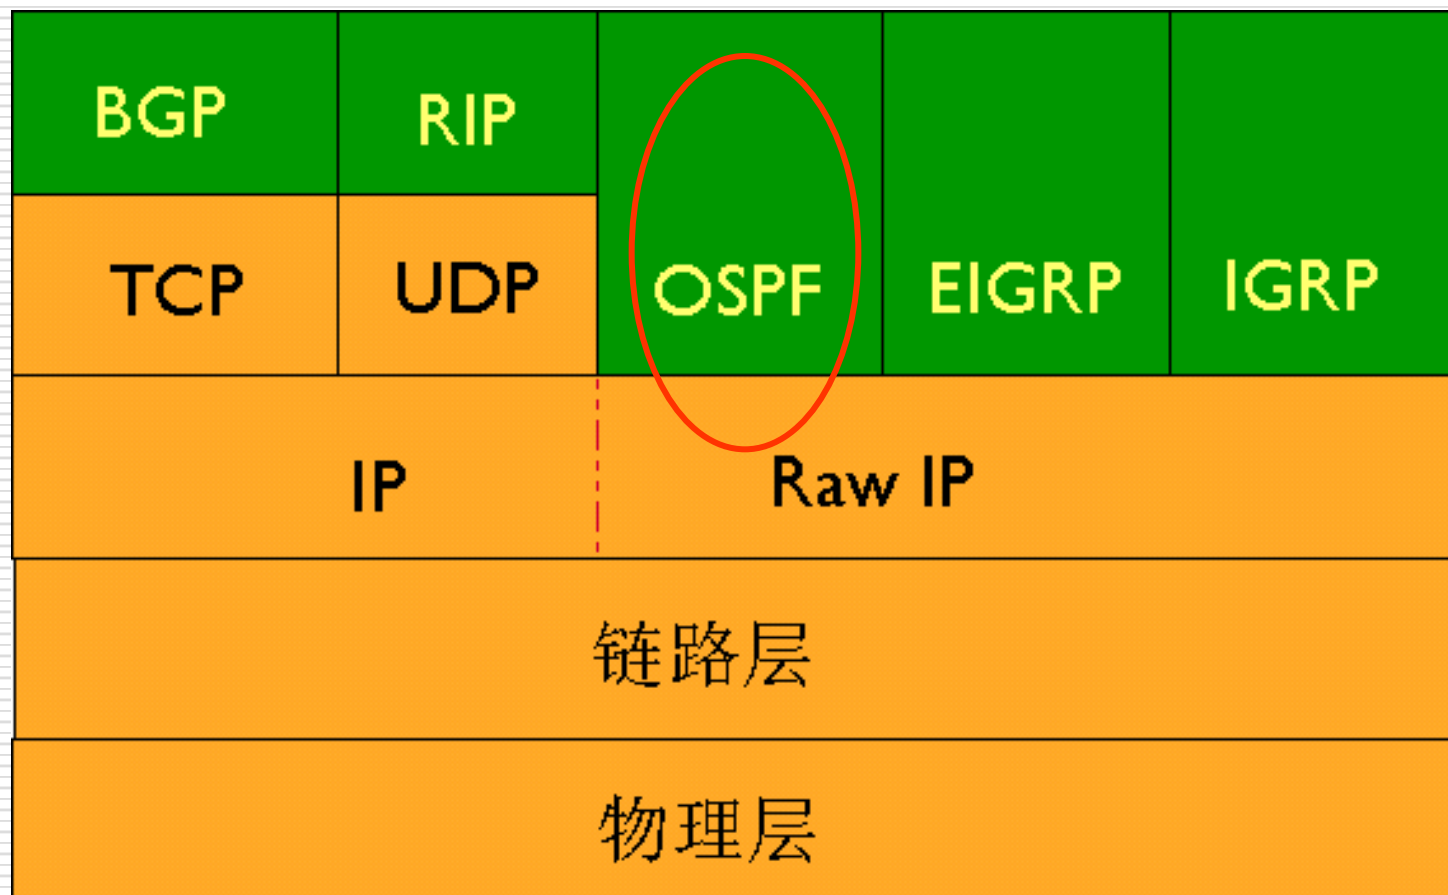 BGP
RIP
TCP
UDP
OSPF
EIGRP
IGRP
IP
Raw IP
链路层
物理层